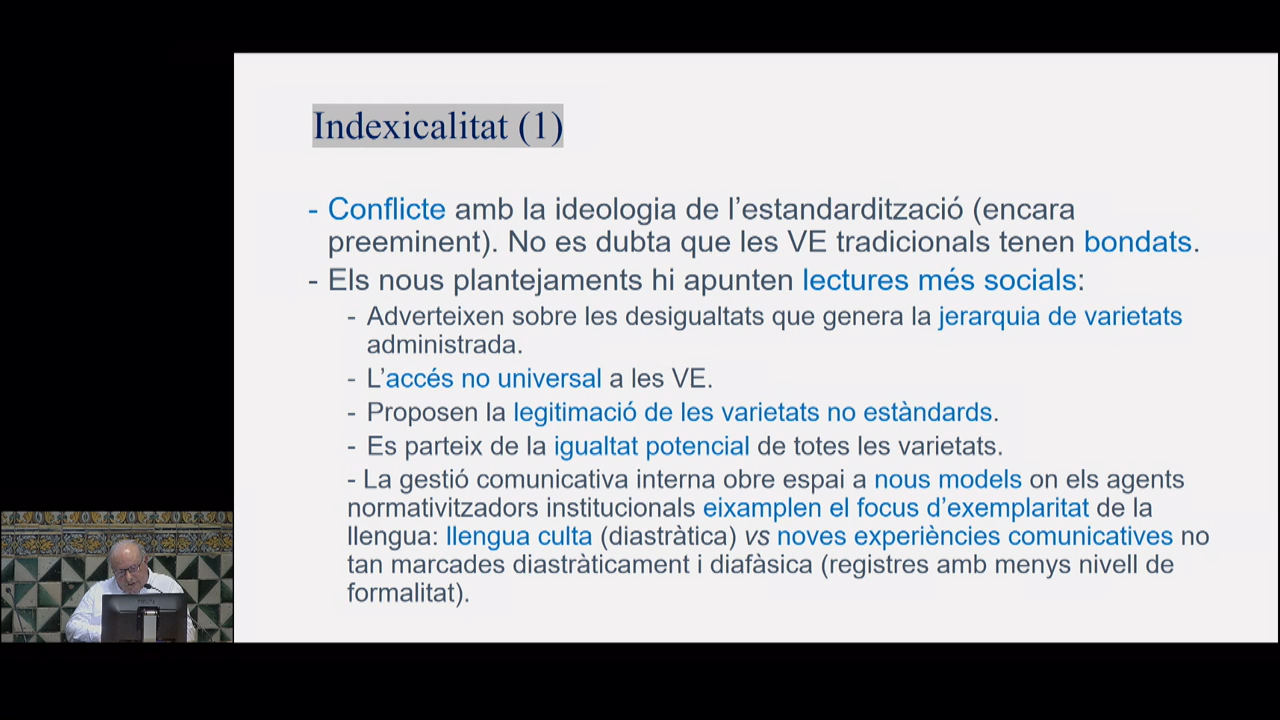 Indexicalitat (1)
- Conflicte amb la ideologia de l’estandardització (encara
preeminent). No es dubta que les VE tradicionals tenen bondats.
- Els nous plantejaments hi apunten lectures més socials:
- Adverteixen sobre les desigualtats que genera la jerarquia de varietats
administrada.
- L’accés no universal a les VE.
- Proposen la legitimació de les varietats no estàndards.
- Es parteix de la igualtat potencial de totes les varietats.
- La gestió comunicativa interna obre espai a nous models on els agents
normativitzadors institucionals eixamplen el focus d’exemplaritat de la
llengua: llengua culta (diastràtica) vs noves experiències comunicatives no
tan marcades diastràticament i diafàsica (registres amb menys nivell de
formalitat).